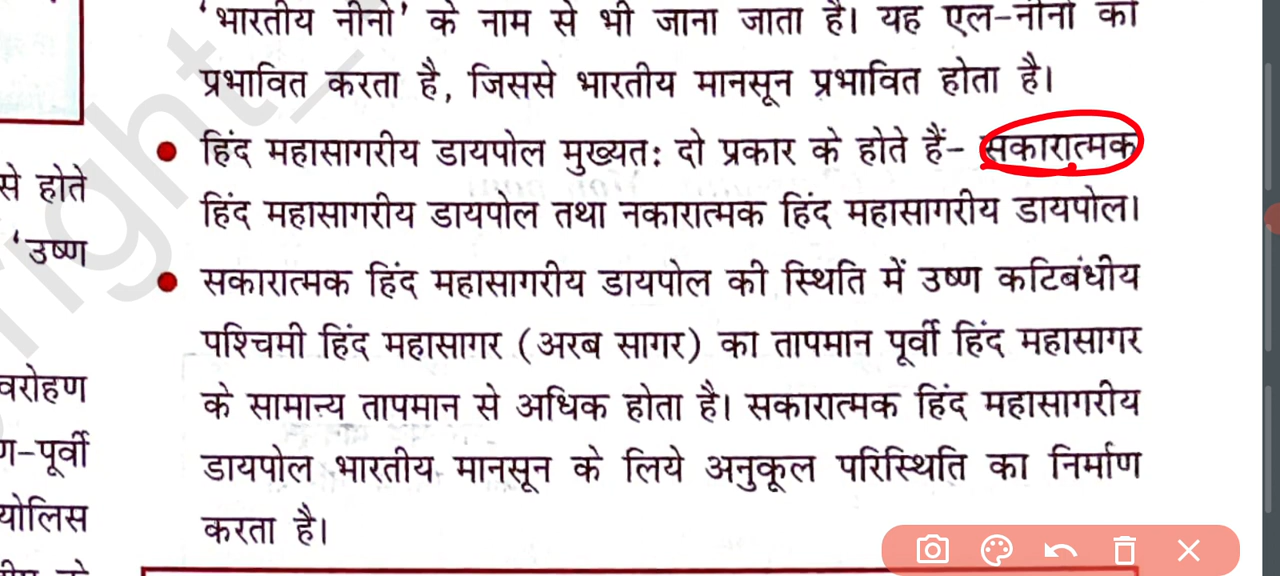 'भारतीय नीनो' के नाम से भी जाना जाता है। यह एल-नीनो को
प्रभावित करता है, जिससे भारतीय मानसून प्रभावित होता है।
• हिंद महासागरीय डायपोल मुख्यतः दो प्रकार के होते हैं- सकारात्मक
हिंद महासागरीय डायपोल तथा नकारात्मक हिंद महासागरीय डायपोल।
• सकारात्मक हिंद महासागरीय डायपोल की स्थिति में उष्ण कटिबंधीय
पश्चिमी हिंद महासागर (अरब सागर) का तापमान पूर्वी हिंद महासागर
के सामान्य तापमान से अधिक होता है। सकारात्मक हिंद महासागरीय
डायपोल भारतीय मानसून के लिये अनुकूल परिस्थिति का निर्माण
करता है।
से होते
'उष्ण
वरोहण
ण-पूर्वी
योलिस
right_